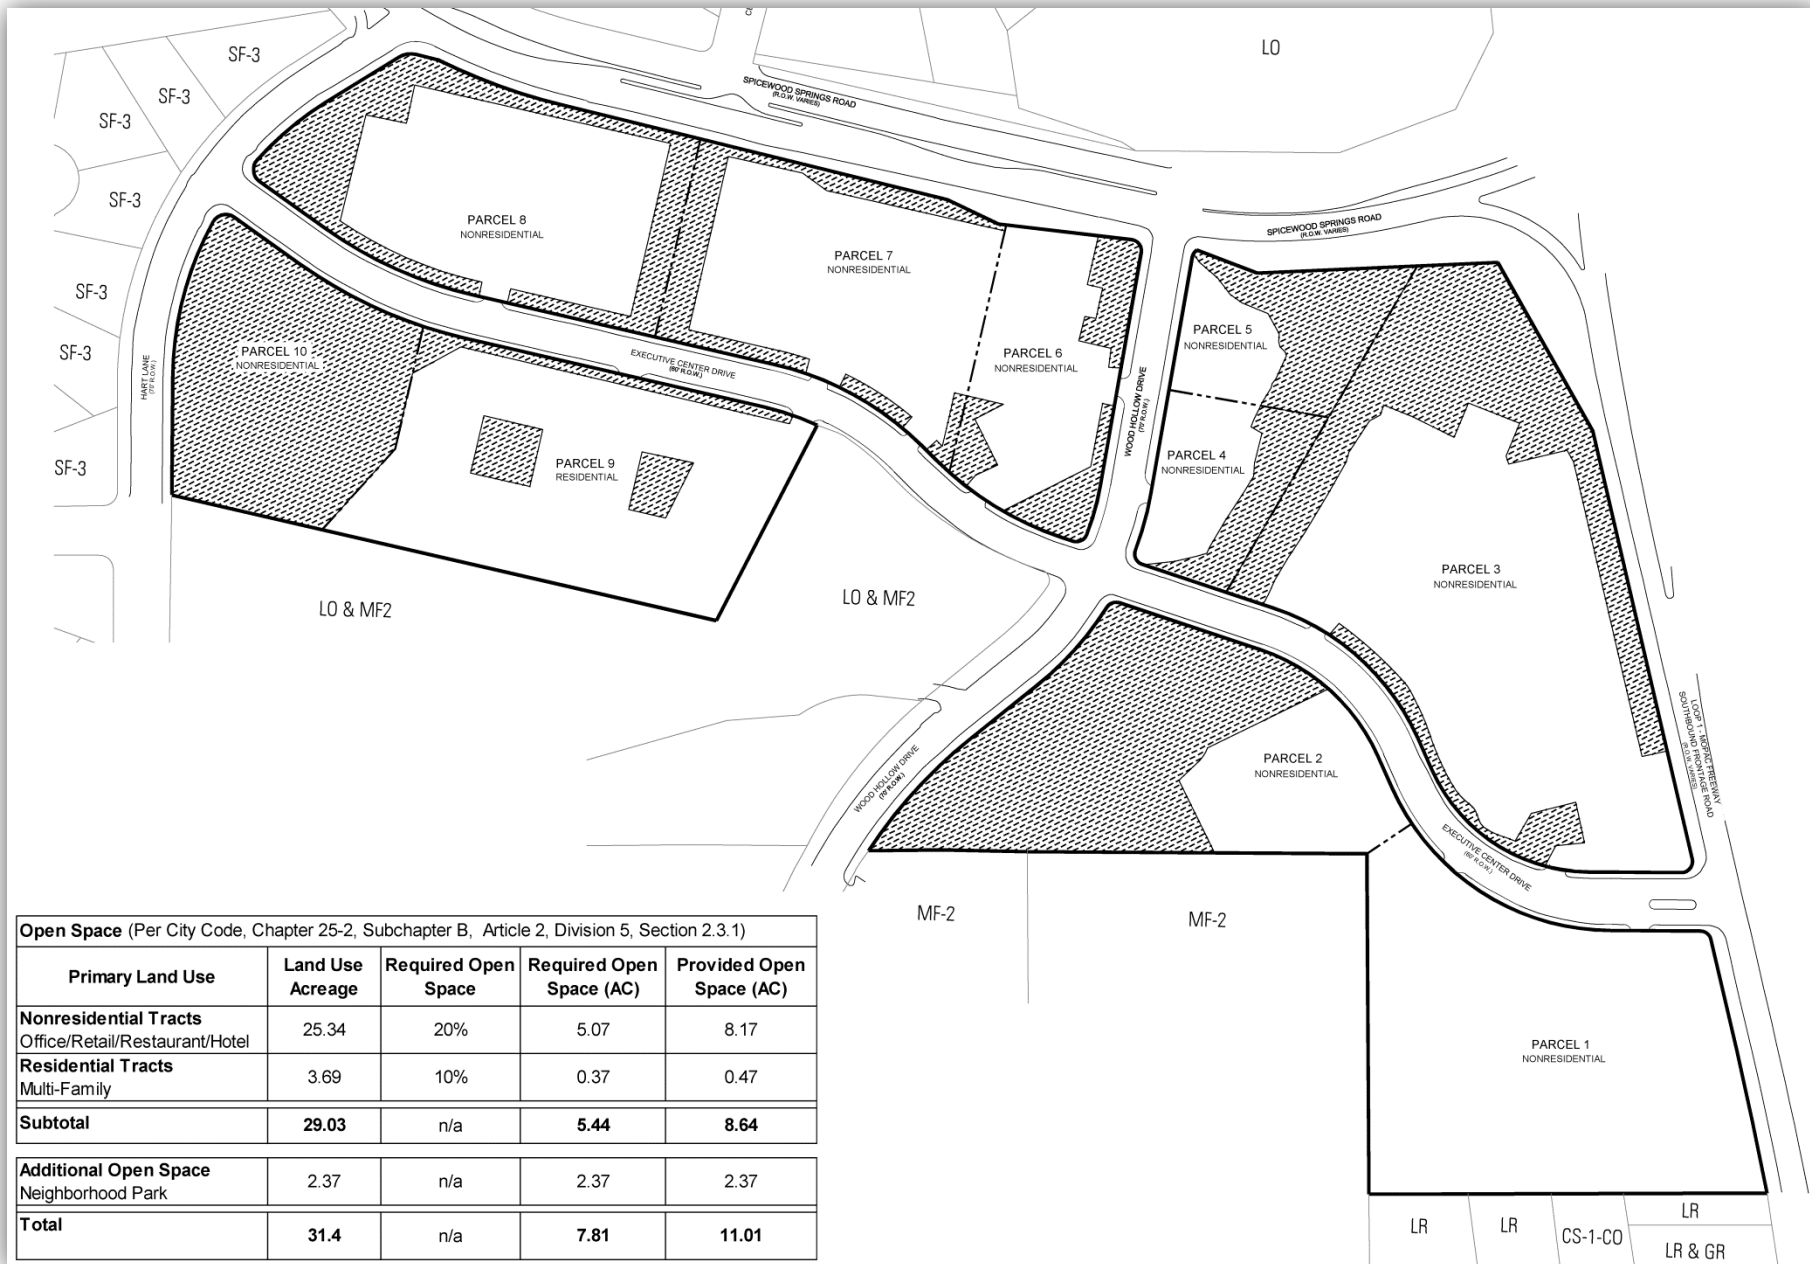 LO
SF-3
SF-3
SF-3
SF-3
SF-3
SF-3
SF-3
SPICEWOOD SPRINGS ROAD
(R.O.W. VARIES)
SPICEWOOD SPRINGS ROAD
(R.O.W. VARIES)
PARCEL 8
NONRESIDENTIAL
PARCEL 7
NONRESIDENTIAL
PARCEL 6
NONRESIDENTIAL
PARCEL 5
NONRESIDENTIAL
PARCEL 4
NONRESIDENTIAL
PARCEL 10
NONRESIDENTIAL
HART LANE
(70' R.O.W.)
EXECUTIVE CENTER DRIVE
(80' R.O.W.)
WOOD HOLLOW DRIVE
(70' R.O.W.)
PARCEL 9
RESIDENTIAL
PARCEL 3
NONRESIDENTIAL
LO & MF2
LO & MF2
PARCEL 2
NONRESIDENTIAL
WOOD HOLLOW DRIVE
(70' R.O.W.)
LOOP 1 - MOPAC FREEWAY
SOUTHBOUND FRONTAGE ROAD
(R.O.W. VARIES)
EXECUTIVE CENTER DRIVE
(80' R.O.W.)
MF-2
MF-2
PARCEL 1
NONRESIDENTIAL
LR
LR
CS-1-CO
LR
LR & GR
Open Space (Per City Code, Chapter 25-2, Subchapter B, Article 2, Division 5, Section 2.3.1)
Primary Land Use Land Use Acreage Required Open Space Required Open Space (AC) Provided Open Space (AC)
Nonresidential Tracts
Office/Retail/Restaurant/Hotel 25.34 20% 5.07 8.17
Residential Tracts
Multi-Family 3.69 10% 0.37 0.47
Subtotal 29.03 n/a 5.44 8.64
Additional Open Space
Neighborhood Park 2.37 n/a 2.37 2.37
Total 31.4 n/a 7.81 11.01